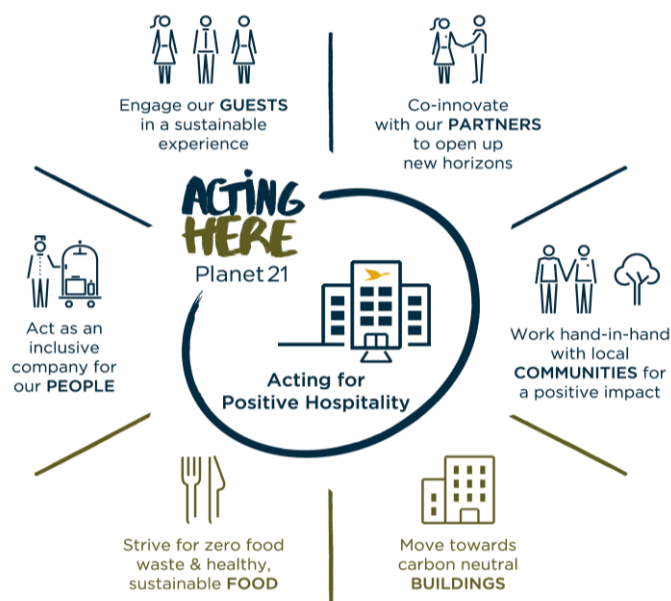 Engage our GUESTS
in a sustainable
experience
Co-innovate
with our PARTNERS
to open up
new horizons
ACTING
HERE
Planet 21
Acting for
Positive Hospitality
Act as an
inclusive
company for
our PEOPLE
Work hand-in-hand
with local
COMMUNITIES for
a positive impact
Strive for zero food
waste & healthy,
sustainable FOOD
Move towards
carbon neutral
BUILDINGS